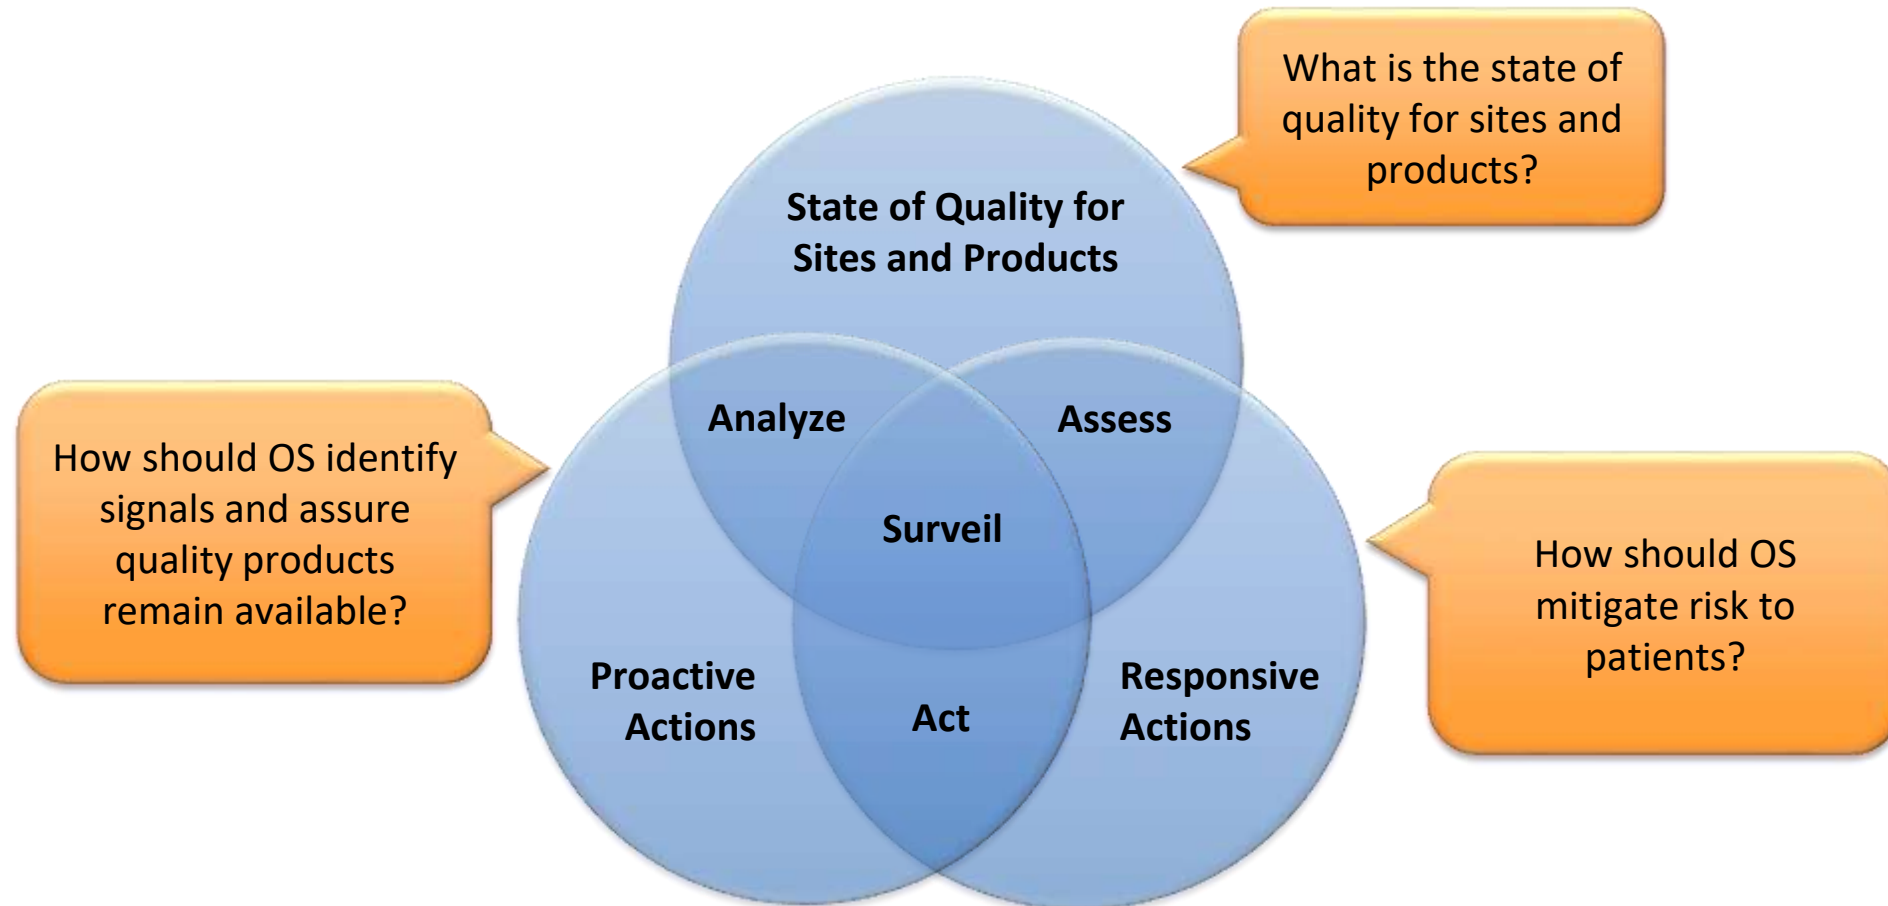 What is the state of
quality for sites and
products?
State of Quality for
Sites and Products
Analyze
Assess
How should OS identify
signals and assure
quality products
remain available?
Surveil
How should OS
mitigate risk to
patients?
Proactive
Actions
Act
Responsive
Actions